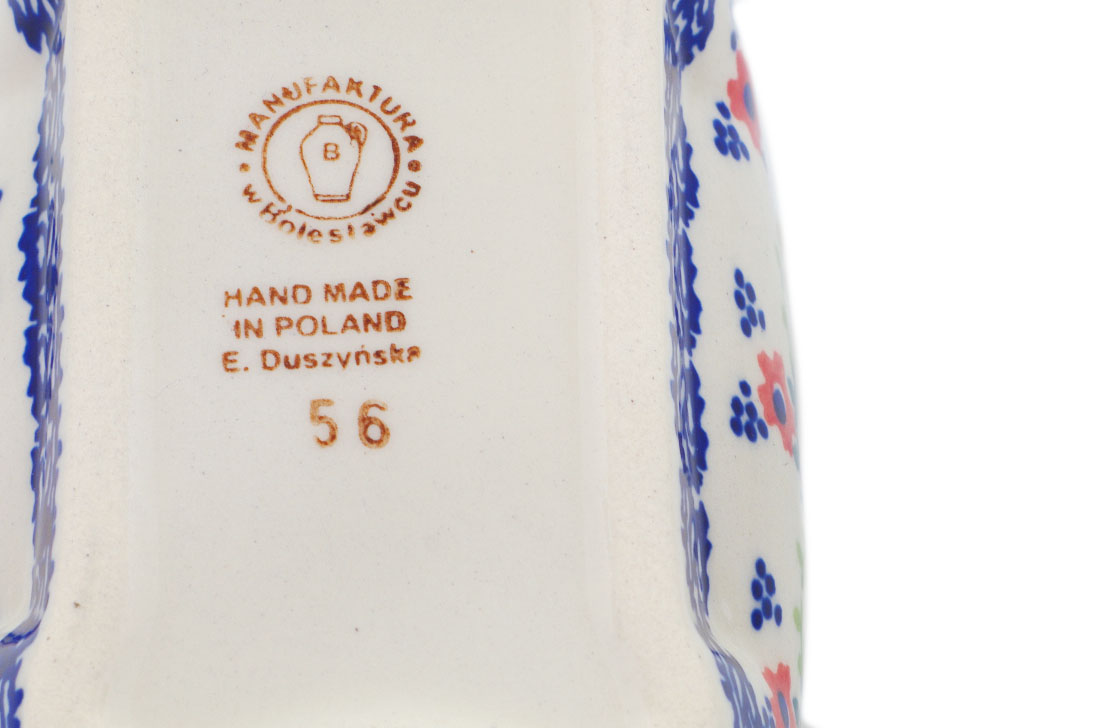 MANUFAKTURA
B
w Bolesławcu
HAND MADE
IN POLAND
E. Duszyńska
56